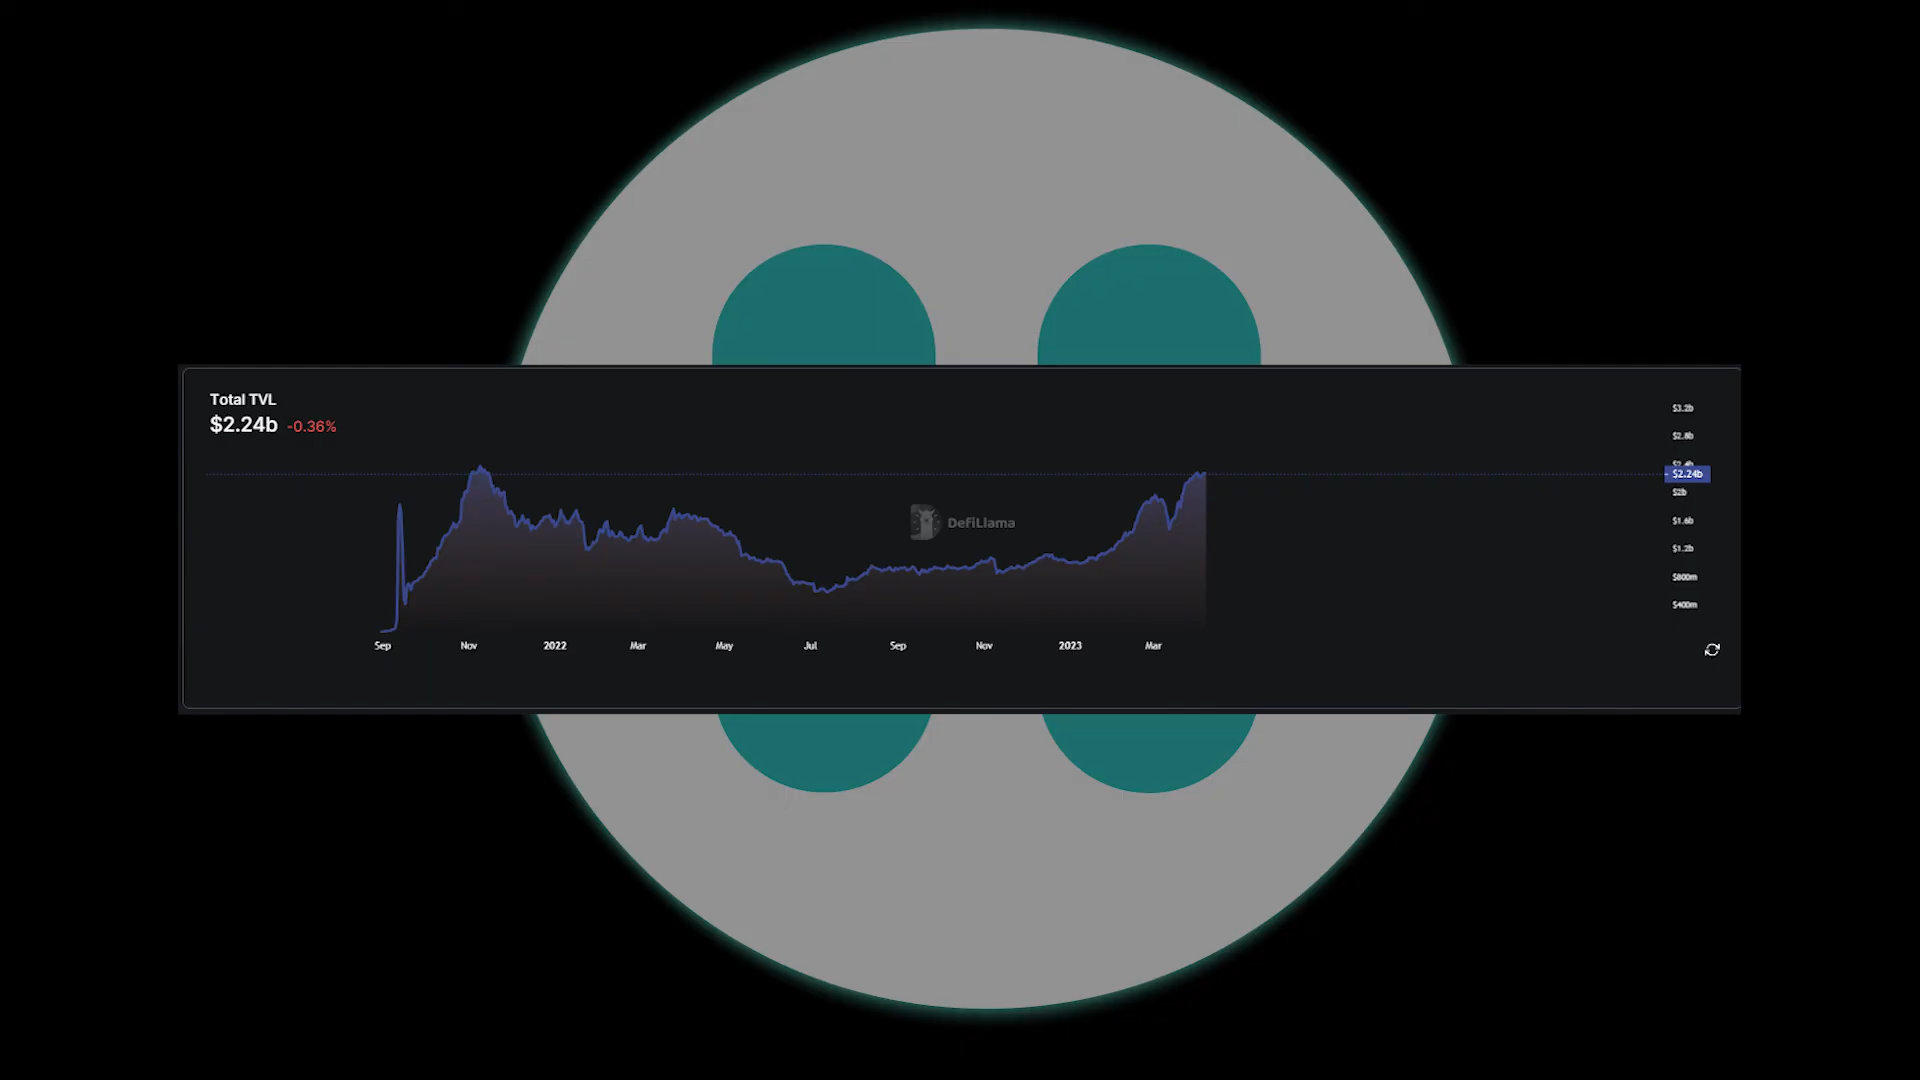 Total TVL
$2.24b -0.36%
$3.2b
$2.8b
$2.24b
$2b
$1.6b
$1.2b
$800m
$400m
DefiLlama
Sep Nov 2022 Mar May Jul Sep Nov 2023 Mar